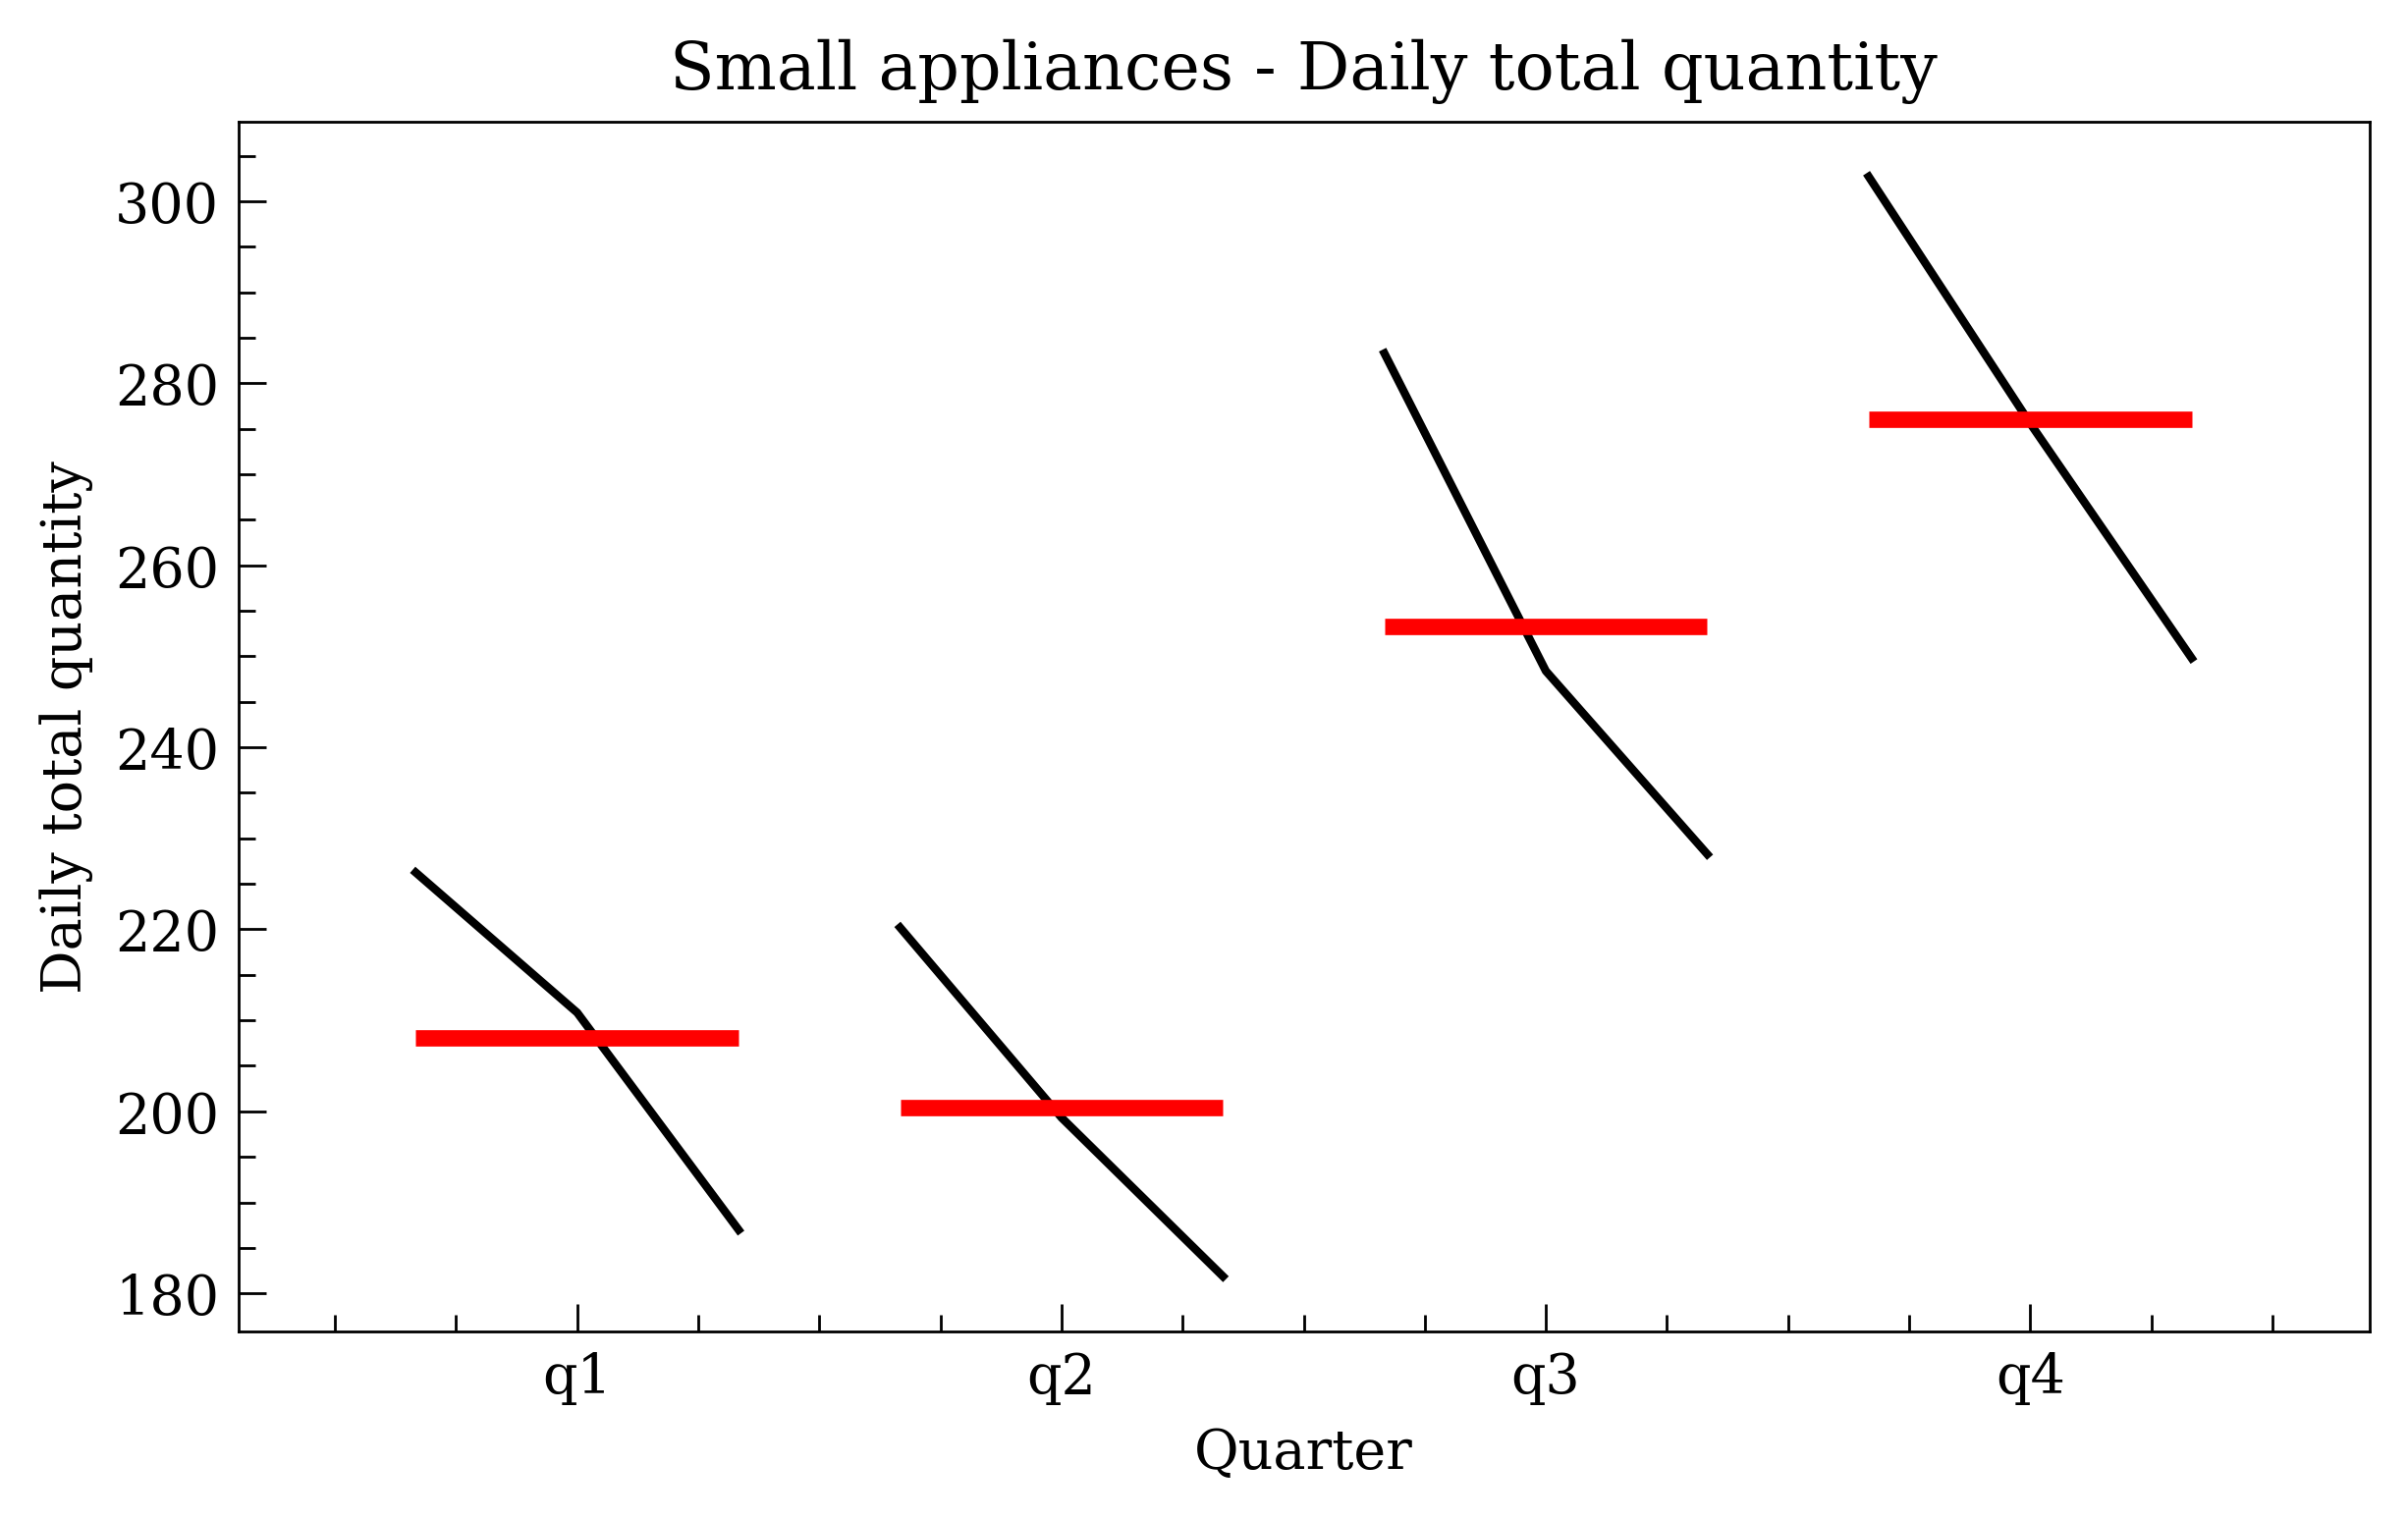 Small appliances - Daily total quantity
Daily total quantity
300
280
260
240
220
200
180
q1 q2 q3 q4
Quarter